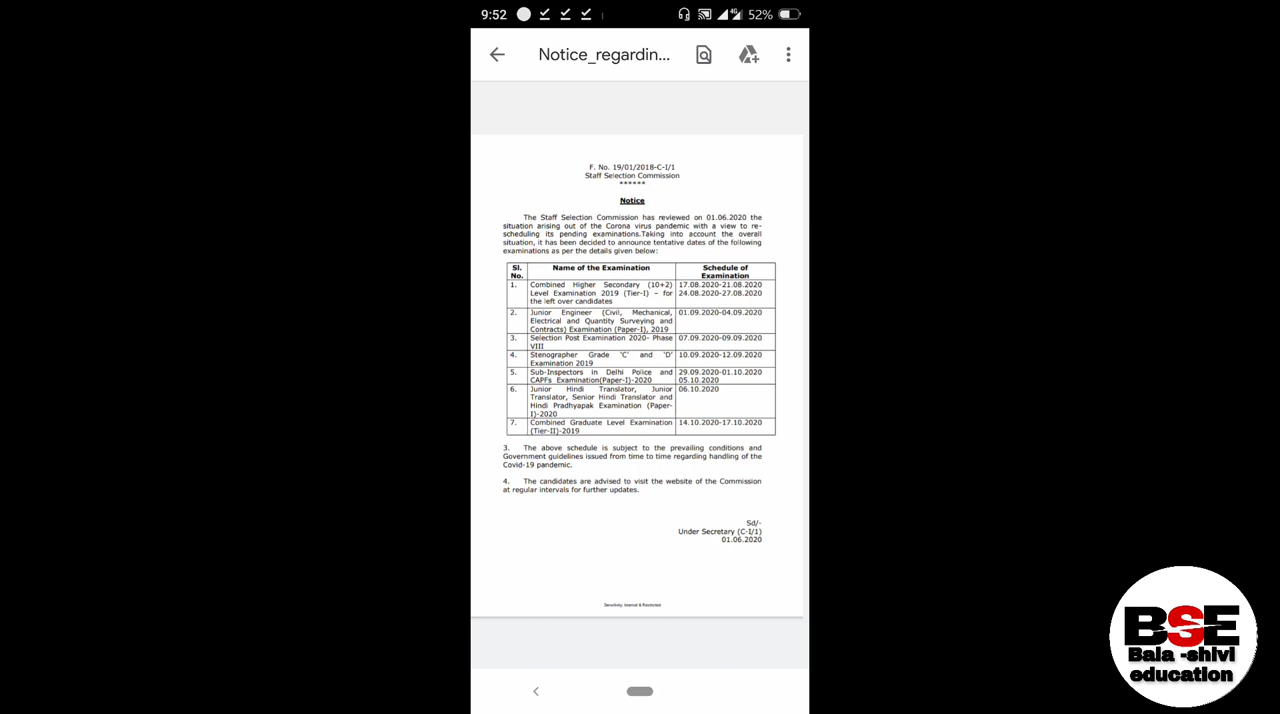 9:52
52%
Notice_regardin...
F. No. 19/01/2018-C-I/1
Staff Selection Commission
******
Notice
The Staff Selection Commission has reviewed on 01.06.2020 the
situation arising out of the Corona virus pandemic with a view to re-
scheduling its pending examinations.Taking into account the overall
situation, it has been decided to announce tentative dates of the following
examinations as per the details given below:
Sl. No. Name of the Examination Schedule of Examination
1. Combined Higher Secondary (10+2) 17.08.2020-21.08.2020
Level Examination 2019 (Tier-I) – for 24.08.2020-27.08.2020
the left over candidates
2. Junior Engineer (Civil, Mechanical, 01.09.2020-04.09.2020
Electrical and Quantity Surveying and
Contracts) Examination (Paper-I), 2019
3. Selection Post Examination 2020- Phase 07.09.2020-09.09.2020
VIII
4. Stenographer Grade 'C' and 'D' 10.09.2020-12.09.2020
Examination 2019
5. Sub-Inspectors in Delhi Police and 29.09.2020-01.10.2020
CAPFs Examination(Paper-I)-2020 05.10.2020
6. Junior Hindi Translator, Junior 06.10.2020
Translator, Senior Hindi Translator and
Hindi Pradhyapak Examination (Paper-
I)-2020
7. Combined Graduate Level Examination 14.10.2020-17.10.2020
(Tier-II)-2019
3. The above schedule is subject to the prevailing conditions and
Government guidelines issued from time to time regarding handling of the
Covid-19 pandemic.
4. The candidates are advised to visit the website of the Commission
at regular intervals for further updates.
Sd/-
Under Secretary (C-I/1)
01.06.2020
Sensitivity: Internal & Restricted
BSE
Bala -shivi
education